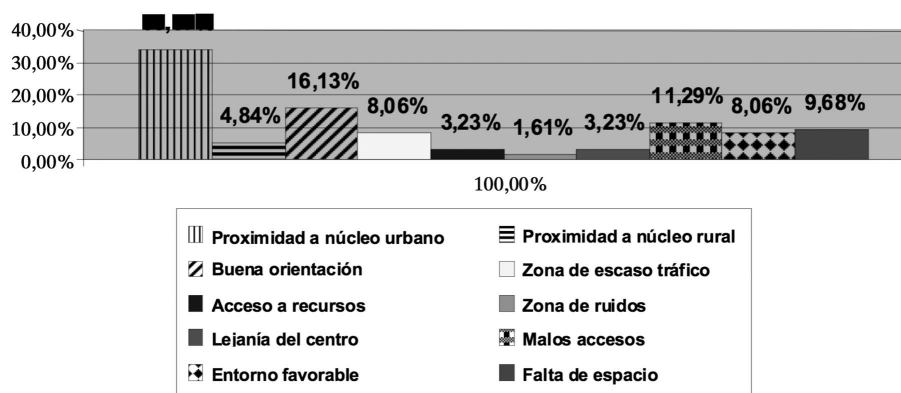 40,00%
30,00%
20,00%
10,00%
0,00%
4,84%
16,13%
8,06%
3,23%
1,61%
3,23%
11,29%
8,06%
9,68%
100,00%
Proximidad a núcleo urbano
Proximidad a núcleo rural
Buena orientación
Zona de escaso tráfico
Acceso a recursos
Zona de ruidos
Lejanía del centro
Malos accesos
Entorno favorable
Falta de espacio